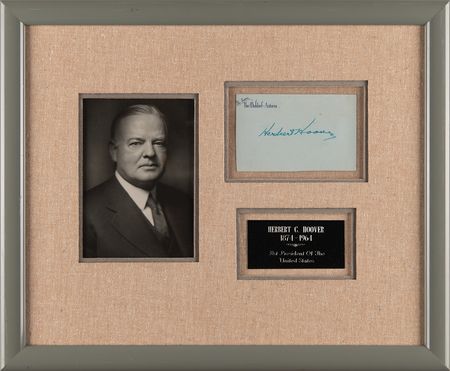 The Waldorf-Astoria
Herbert Hoover
HERBERT C. HOOVER
1874-1964
31st President Of The
United States